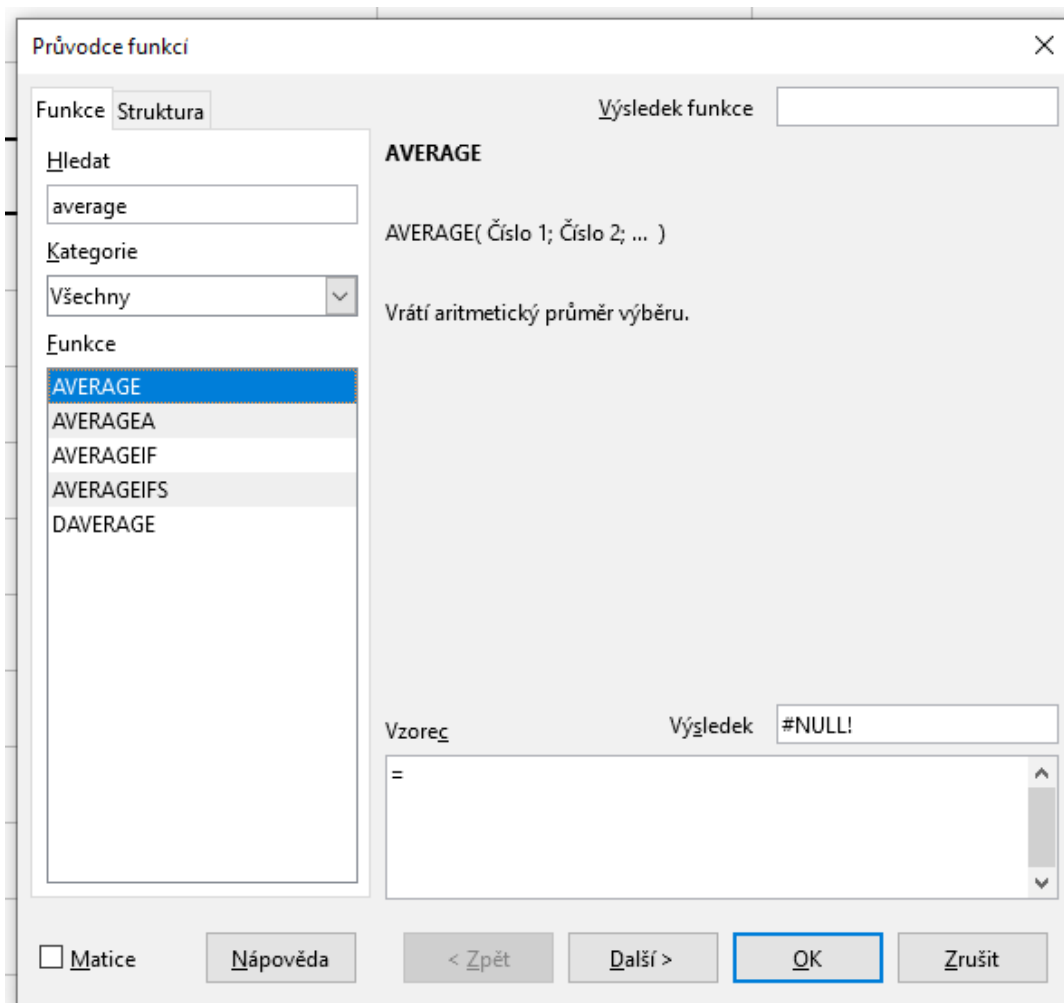 Průvodce funkcí
Funkce Struktura
Výsledek funkce
Hledat
average
Kategorie
Všechny
Funkce
AVERAGE
AVERAGEA
AVERAGEIF
AVERAGEIFS
DAVERAGE
AVERAGE
AVERAGE( Číslo 1; Číslo 2; ... )
Vrátí aritmetický průměr výběru.
Vzorec
Výsledek
#NULL!
=
Matice
Nápověda
< Zpět
Další >
OK
Zrušit